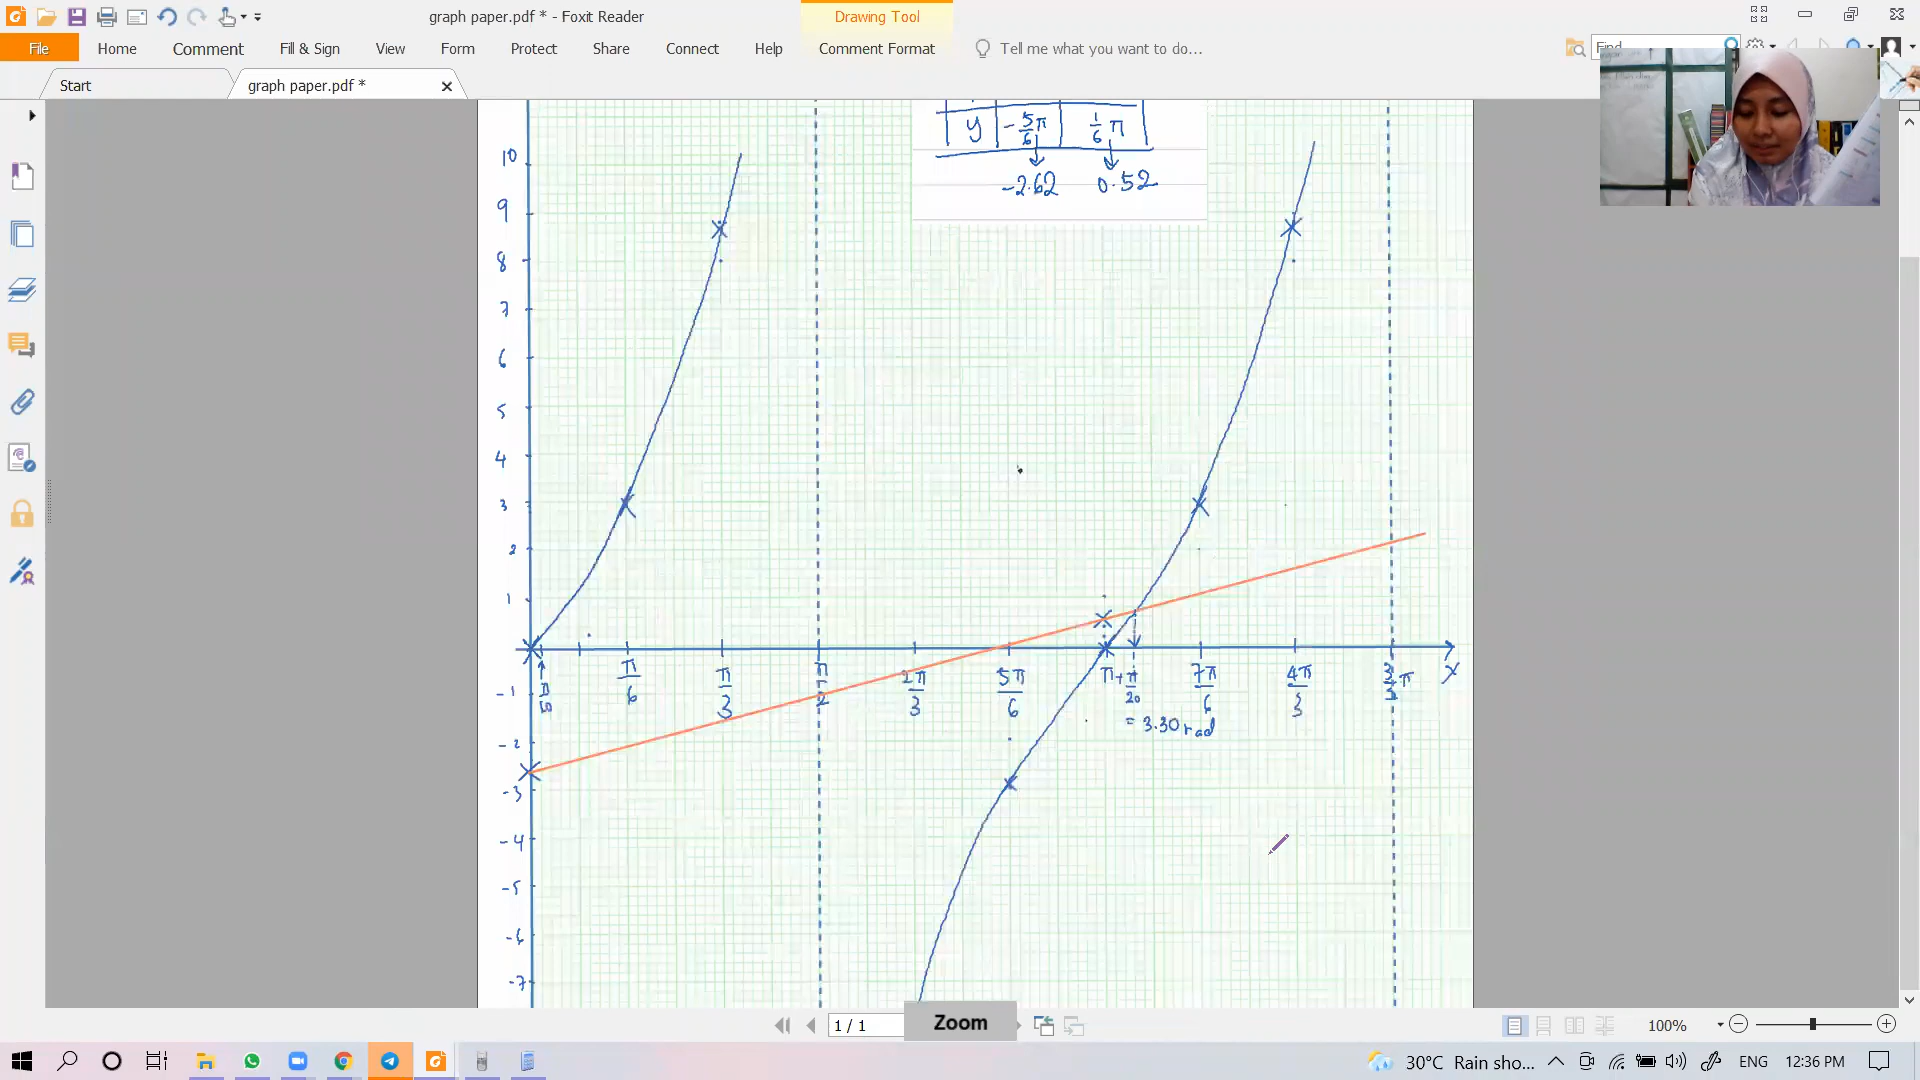 graph paper.pdf * - Foxit Reader
Drawing Tool
File Home Comment Fill & Sign View Form Protect Share Connect Help Comment Format Tell me what you want to do... Find
Start graph paper.pdf *
y -5/6 π 1/6 π
-2.62 0.52
10
9
8
7
6
5
4
3
2
1
π/6 π/3 π/2 2π/3 5π/6 π+π/20 7π/6 4π/3 x
= 3.30 rad
-1
-2
-3
-4
-5
-6
-7
1 / 1
Zoom
100%
30°C Rain sho... ENG 12:36 PM